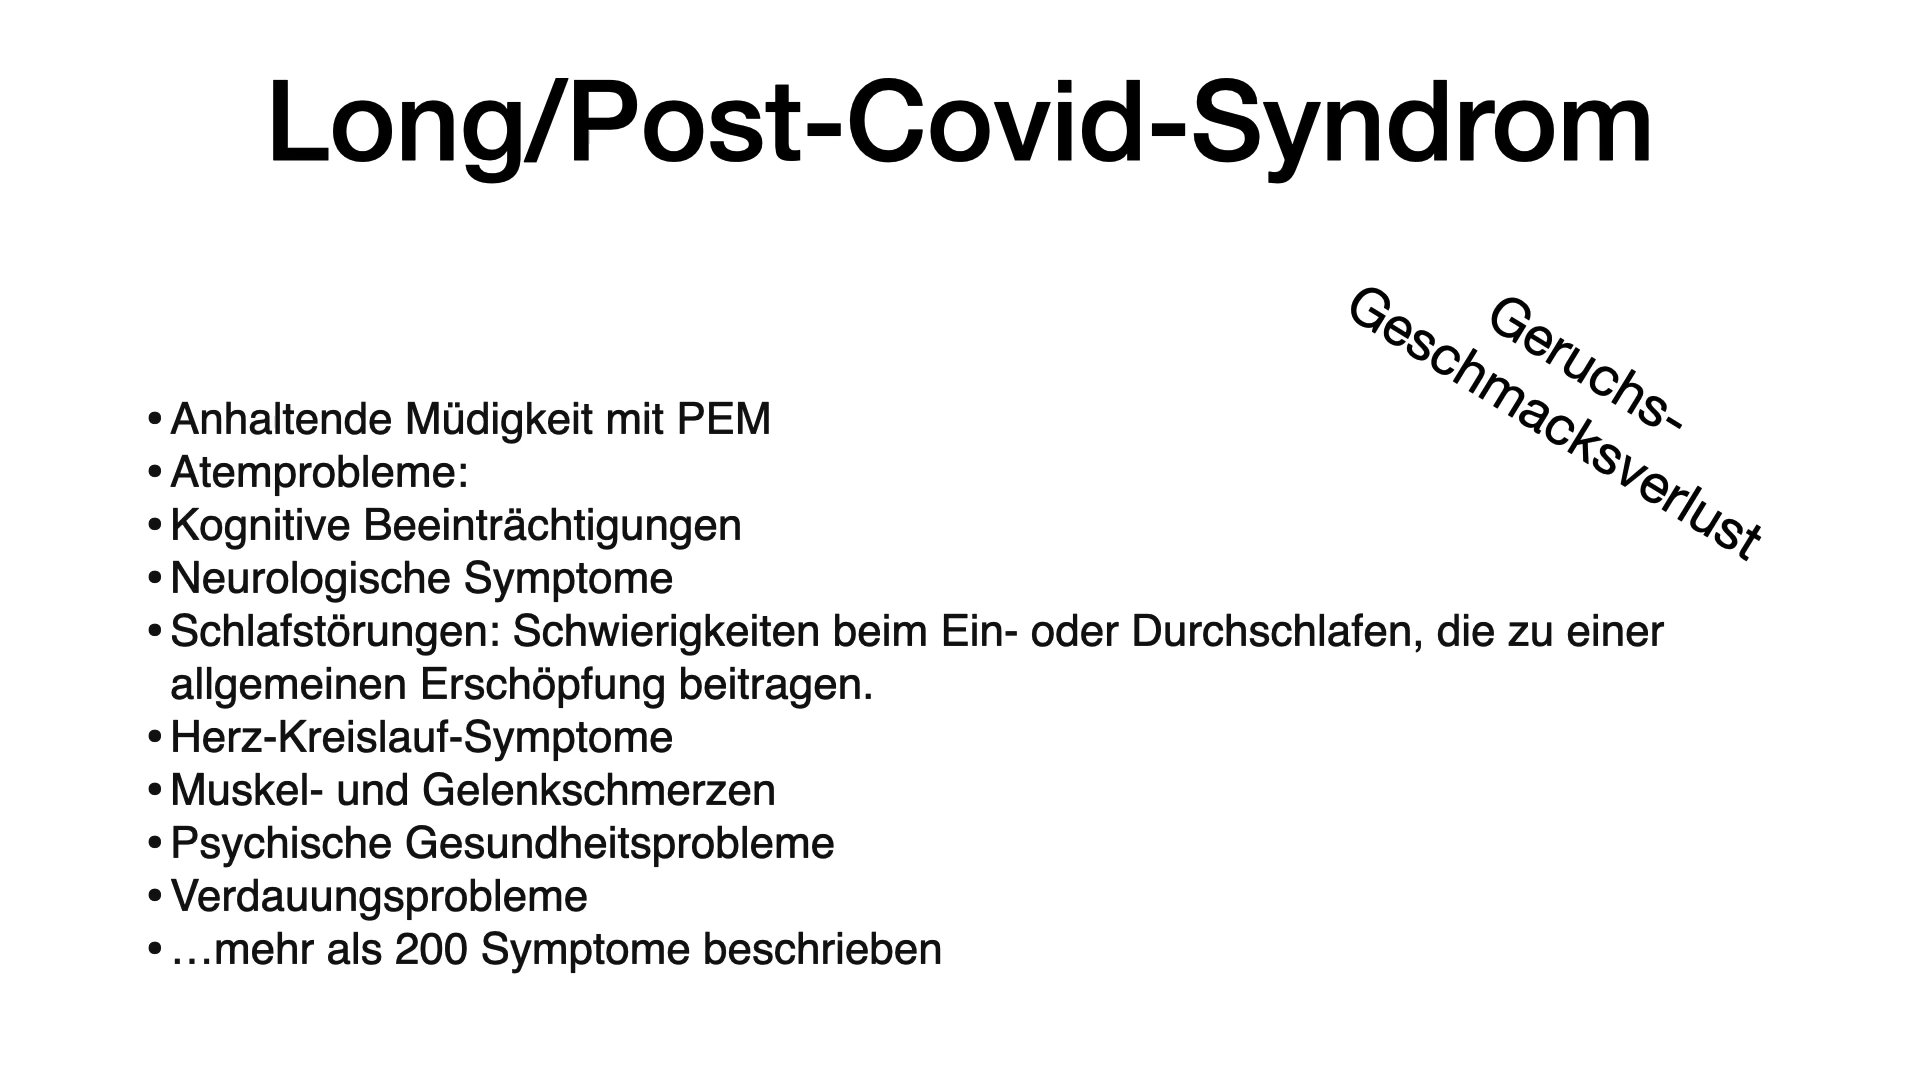 Long/Post-Covid-Syndrom
Geruchs-
Geschmacksverlust
• Anhaltende Müdigkeit mit PEM
• Atemprobleme:
• Kognitive Beeinträchtigungen
• Neurologische Symptome
• Schlafstörungen: Schwierigkeiten beim Ein- oder Durchschlafen, die zu einer
allgemeinen Erschöpfung beitragen.
• Herz-Kreislauf-Symptome
• Muskel- und Gelenkschmerzen
• Psychische Gesundheitsprobleme
• Verdauungsprobleme
• …mehr als 200 Symptome beschrieben